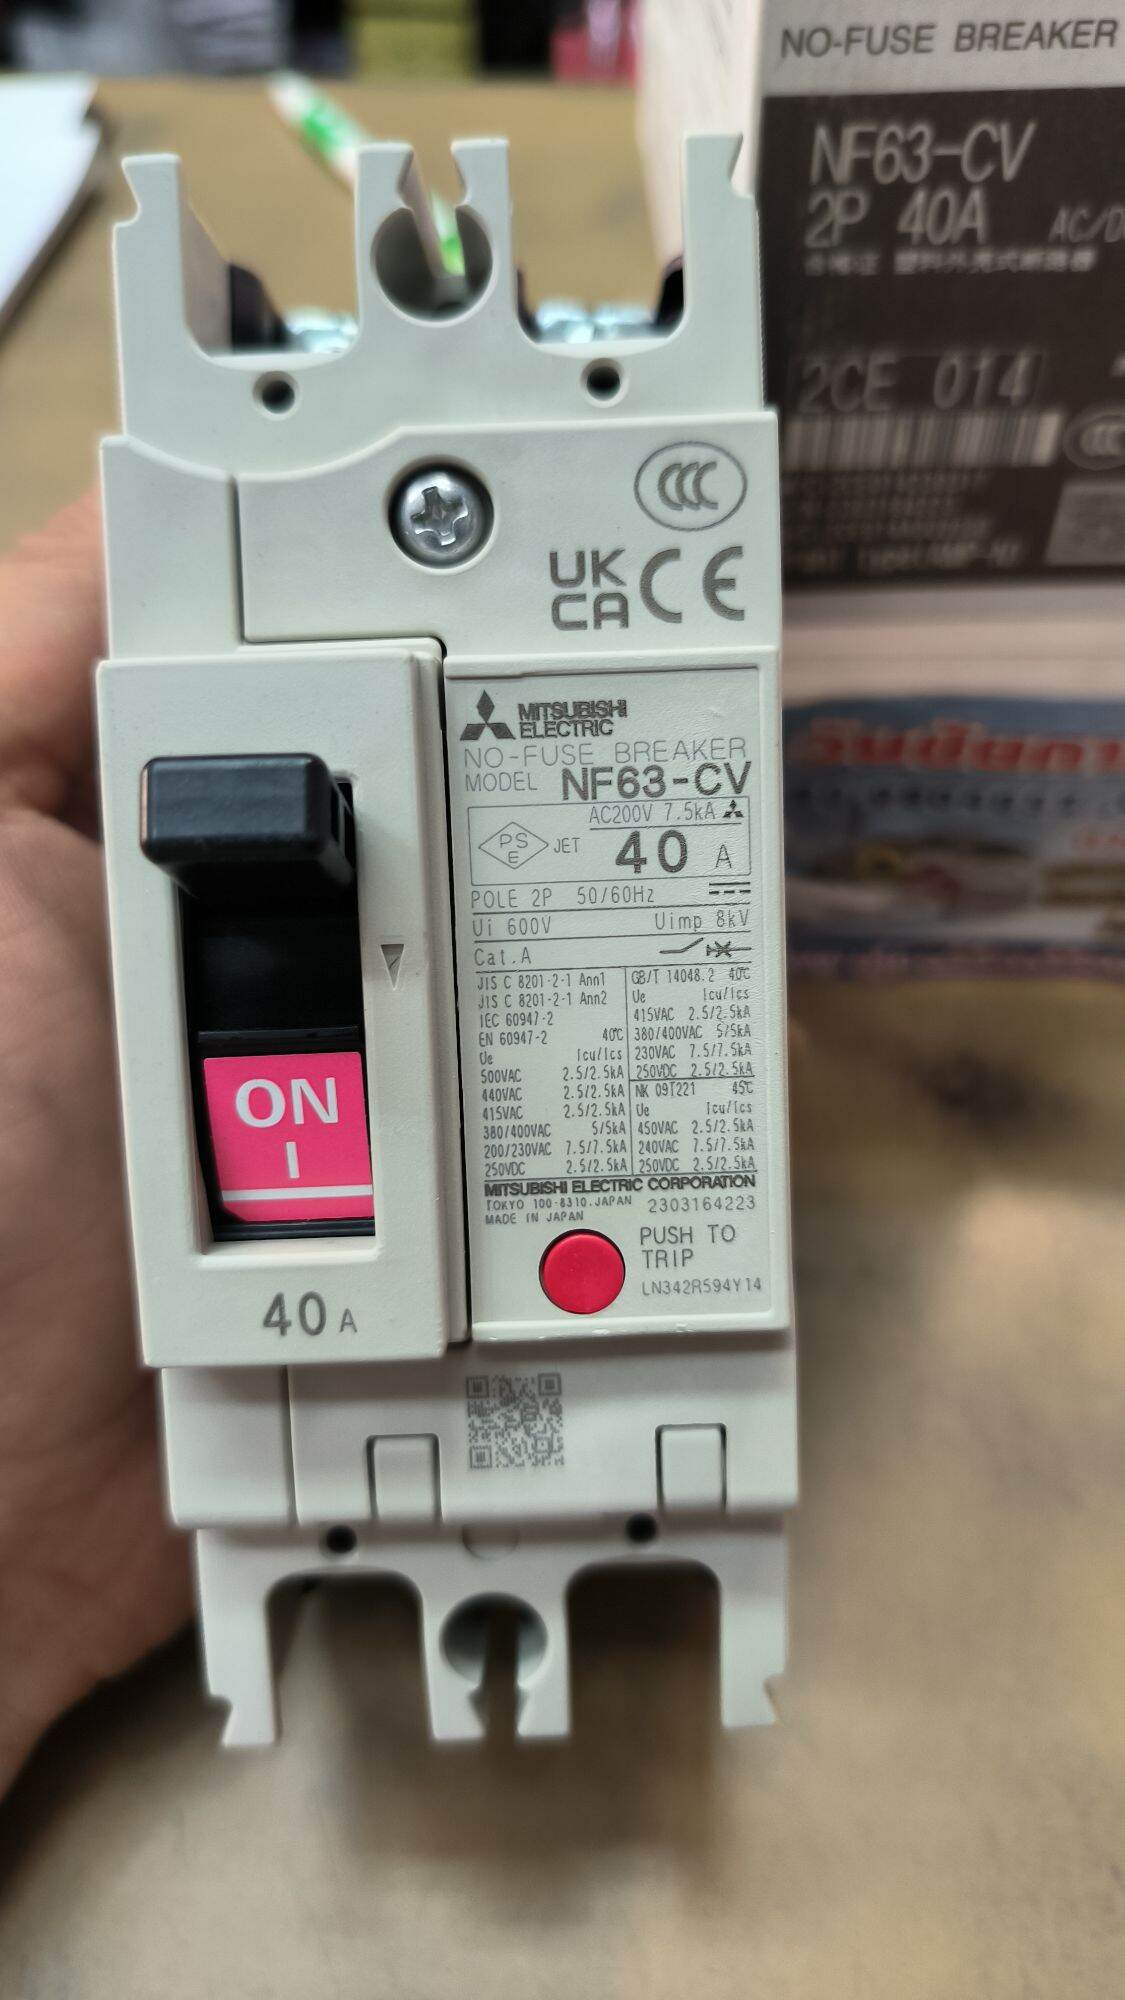 NO-FUSE BREAKER
NF63-CV
2P 40A AC/D
2CE 014
CCC
UK
CA CE
MITSUBISHI
ELECTRIC
NO-FUSE BREAKER
MODEL NF63-CV
AC200V 7.5kA
PS
E JET 40 A
POLE 2P 50/60Hz
Ui 600V Uimp 8kV
Cat.A
JIS C 8201-2-1 Ann1
JIS C 8201-2-1 Ann2
IEC 60947-2
EN 60947-2 40℃
Ue Icu/Ics
500VAC 2.5/2.5kA
440VAC 2.5/2.5kA
415VAC 2.5/2.5kA
380/400VAC 5/5kA
200/230VAC 7.5/7.5kA
250VDC 2.5/2.5kA
GB/T 14048.2 40℃
Ue Icu/Ics
415VAC 2.5/2.5kA
380/400VAC 5/5kA
230VAC 7.5/7.5kA
250VDC 2.5/2.5kA
NK 09T221 45℃
Ue Icu/Ics
450VAC 2.5/2.5kA
240VAC 7.5/7.5kA
250VDC 2.5/2.5kA
MITSUBISHI ELECTRIC CORPORATION
TOKYO 100-8310.JAPAN 2303164223
MADE IN JAPAN
PUSH TO
TRIP
LN342R594Y14
ON
I
40 A